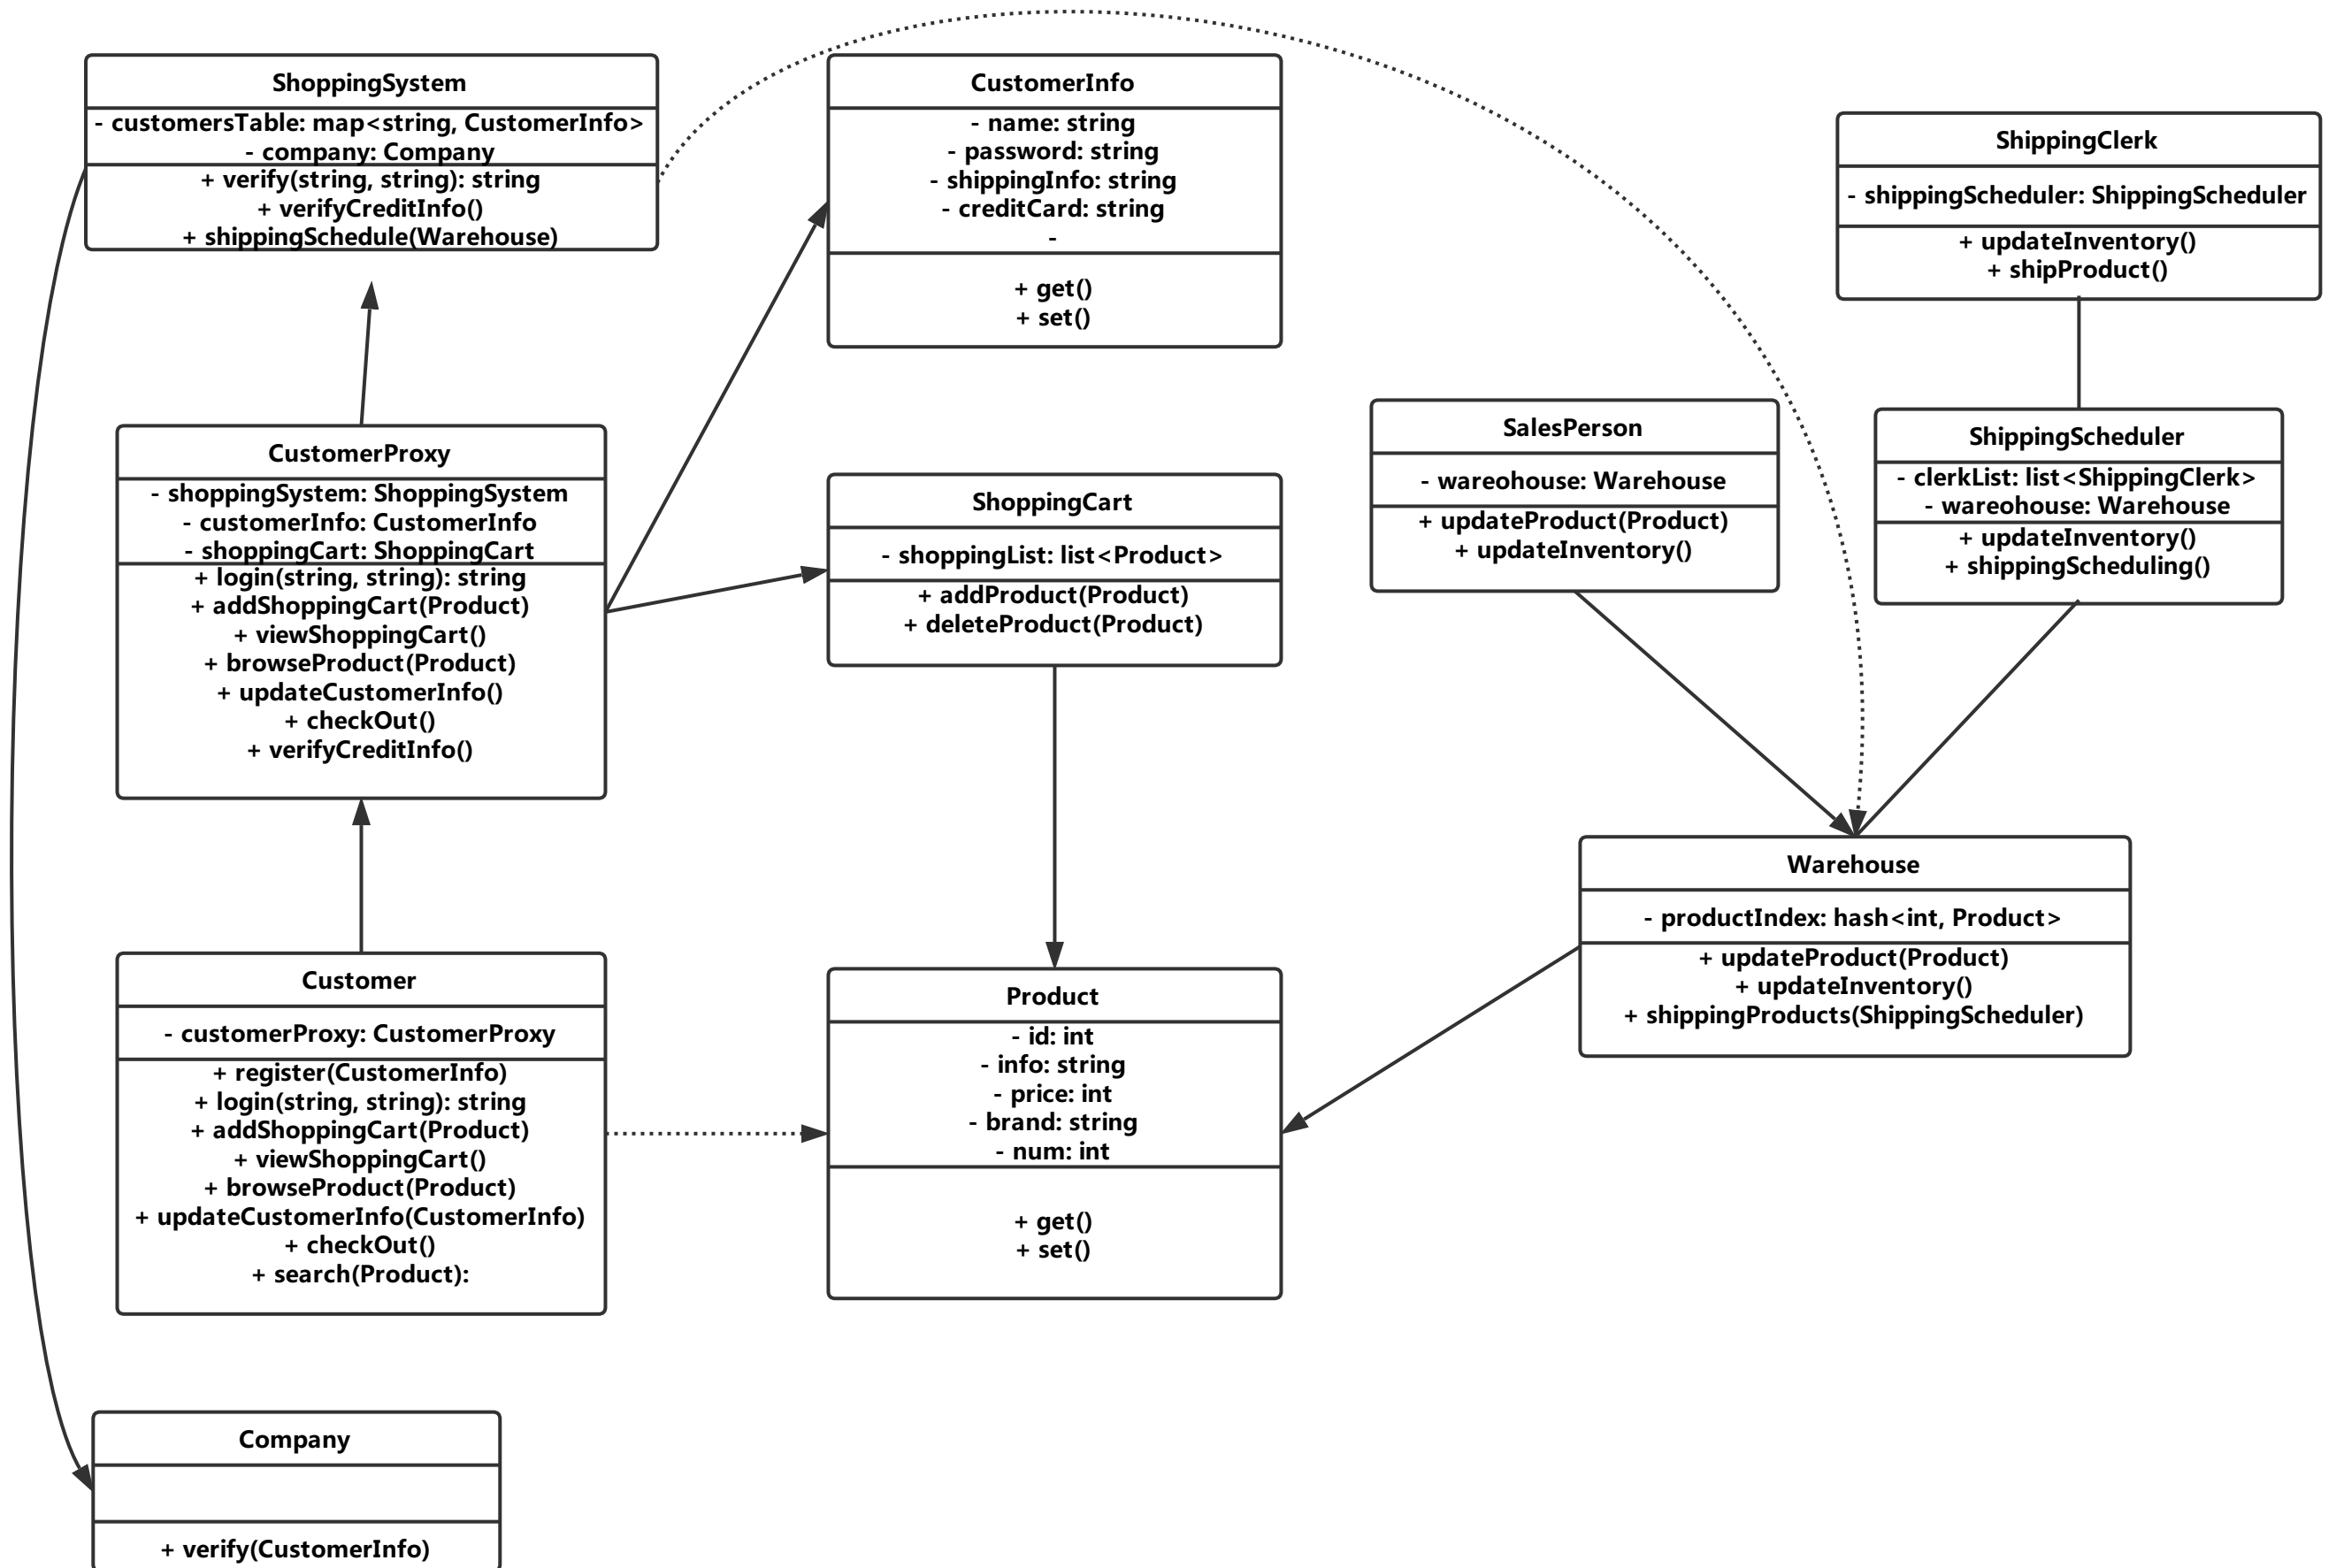 ShoppingSystem
- customersTable: map<string, CustomerInfo>
- company: Company
+ verify(string, string): string
+ verifyCreditInfo()
+ shippingSchedule(Warehouse)
CustomerInfo
- name: string
- password: string
- shippingInfo: string
- creditCard: string
-
+ get()
+ set()
ShippingClerk
- shippingScheduler: ShippingScheduler
+ updateInventory()
+ shipProduct()
CustomerProxy
- shoppingSystem: ShoppingSystem
- customerInfo: CustomerInfo
- shoppingCart: ShoppingCart
+ login(string, string): string
+ addShoppingCart(Product)
+ viewShoppingCart()
+ browseProduct(Product)
+ updateCustomerInfo()
+ checkOut()
+ verifyCreditInfo()
ShoppingCart
- shoppingList: list<Product>
+ addProduct(Product)
+ deleteProduct(Product)
SalesPerson
- wareohouse: Warehouse
+ updateProduct(Product)
+ updateInventory()
ShippingScheduler
- clerkList: list<ShippingClerk>
- wareohouse: Warehouse
+ updateInventory()
+ shippingScheduling()
Warehouse
- productIndex: hash<int, Product>
+ updateProduct(Product)
+ updateInventory()
+ shippingProducts(ShippingScheduler)
Customer
- customerProxy: CustomerProxy
+ register(CustomerInfo)
+ login(string, string): string
+ addShoppingCart(Product)
+ viewShoppingCart()
+ browseProduct(Product)
+ updateCustomerInfo(CustomerInfo)
+ checkOut()
+ search(Product):
Product
- id: int
- info: string
- price: int
- brand: string
- num: int
+ get()
+ set()
Company
+ verify(CustomerInfo)